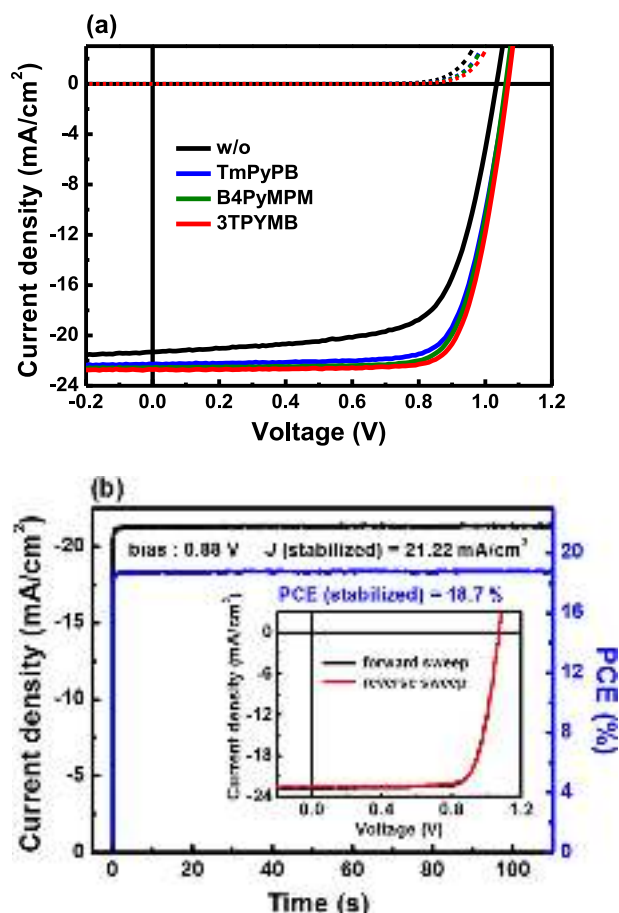 (a)
0
-4
-8
-12
-16
-20
-24
Current density (mA/cm²)
w/o
TmPyPB
B4PyMPM
3TPYMB
-0.2 0.0 0.2 0.4 0.6 0.8 1.0 1.2
Voltage (V)
(b)
-20
-15
-10
-5
0
Current density (mA/cm²)
bias : 0.88 V J (stabilized) = 21.22 mA/cm²
PCE (stabilized) = 18.7 %
0
-6
-12
-18
-24
Current density (mA/cm²)
forward sweep
reverse sweep
0.0 0.4 0.8 1.2
Voltage (V)
20
16
12
8
4
0
PCE (%)
0 20 40 60 80 100
Time (s)